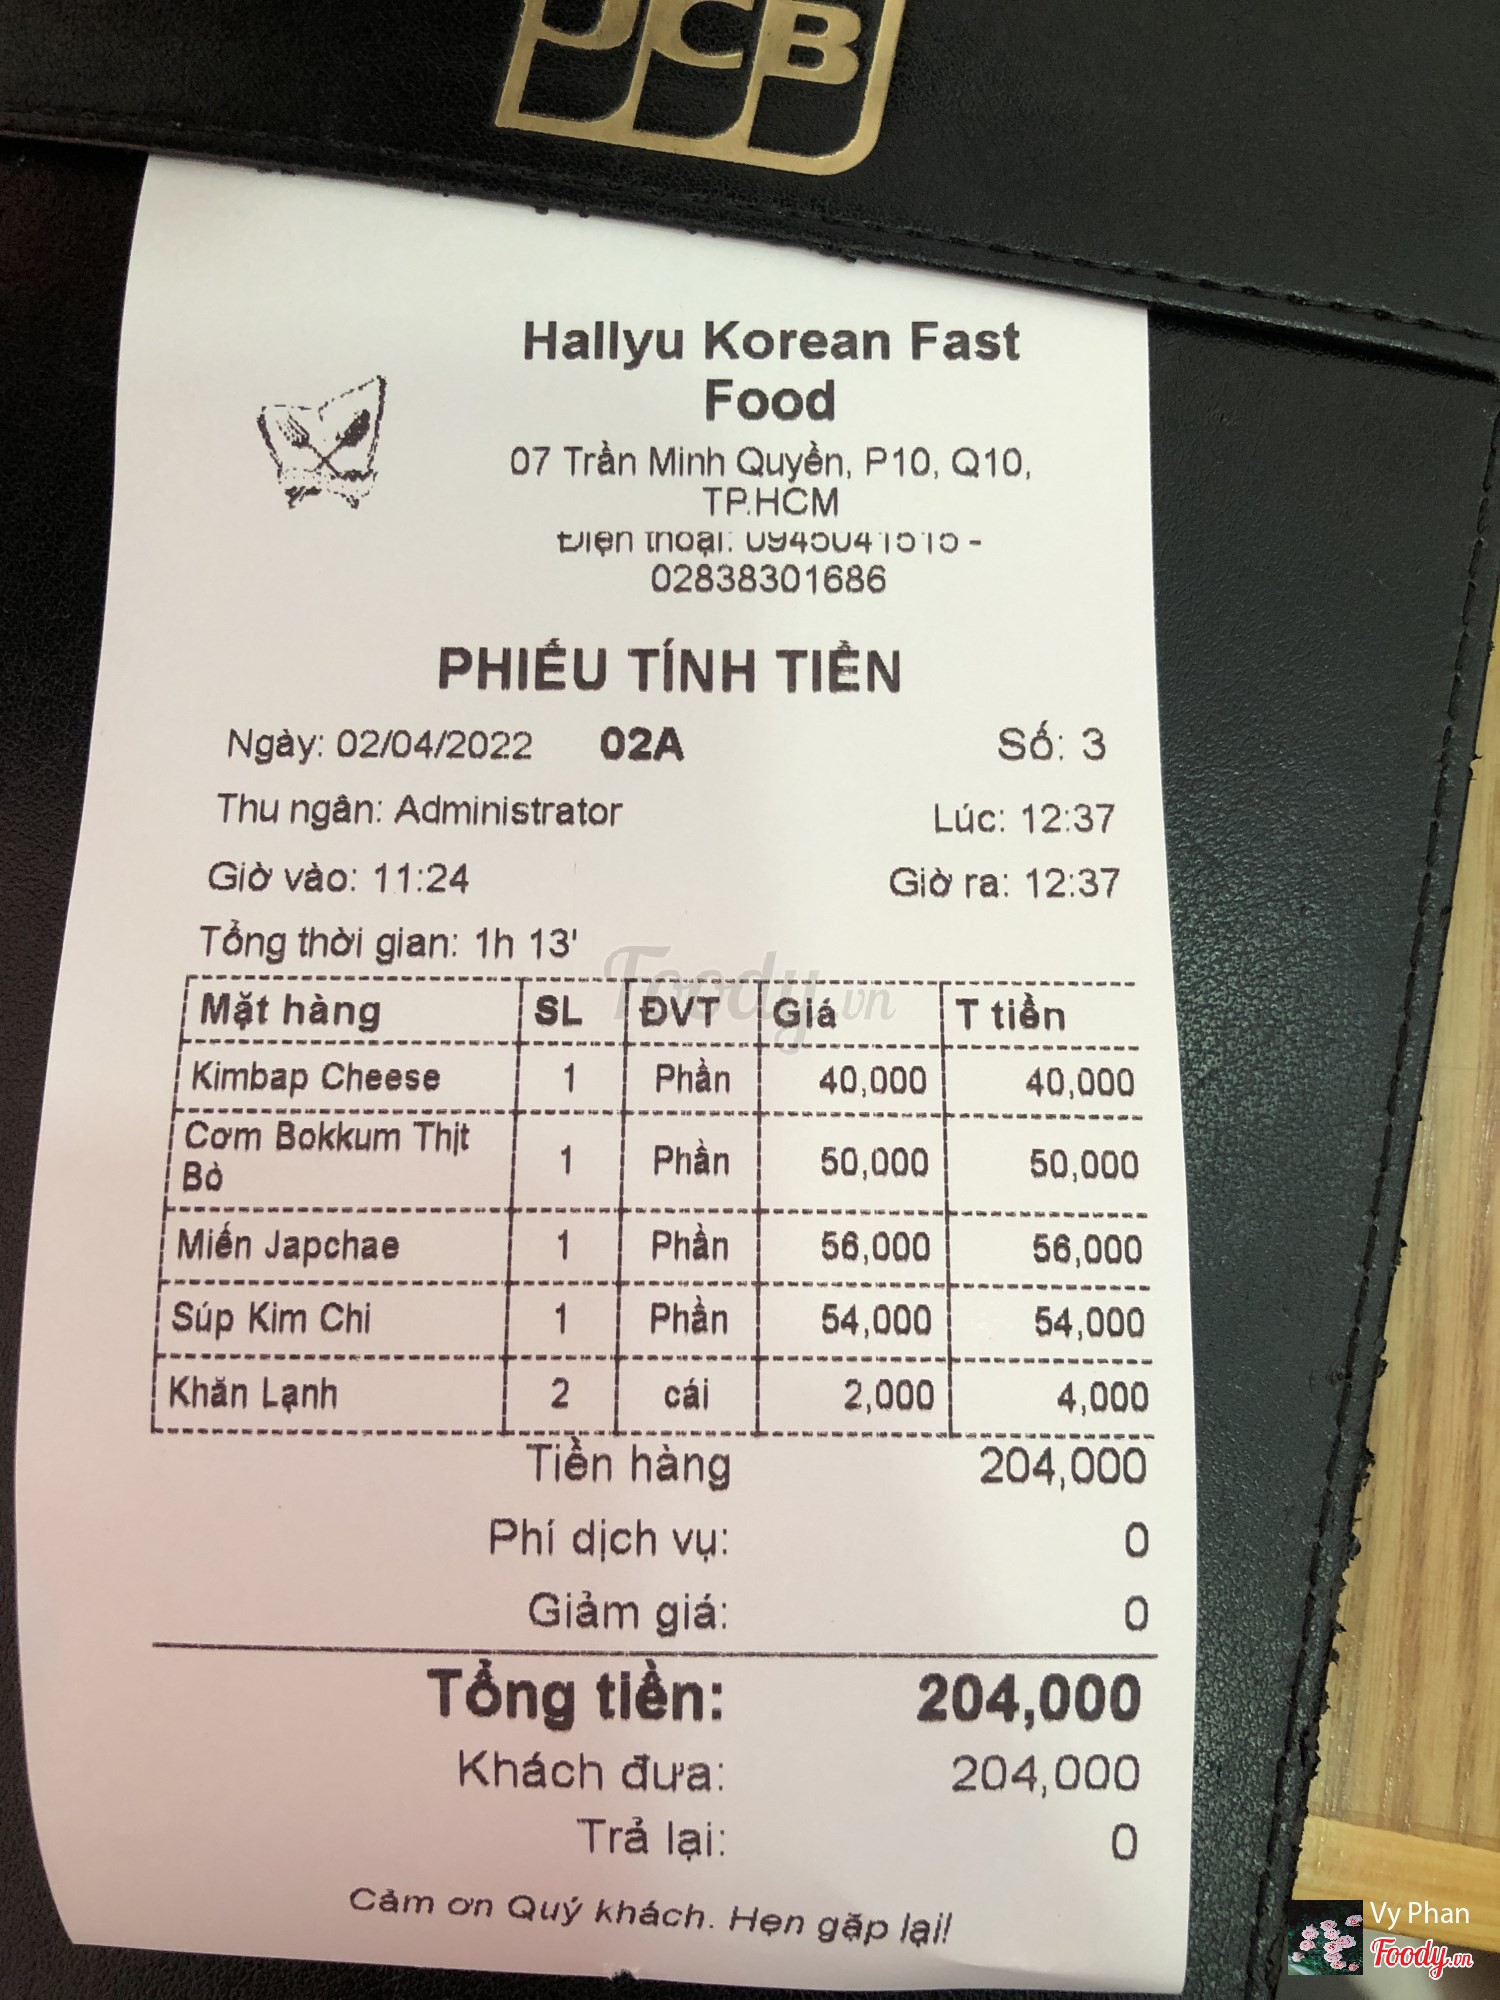 JCB
Hallyu Korean Fast
Food
07 Trần Minh Quyền, P10, Q10,
TP.HCM
Điện thoại: 0945041515 -
02838301686
PHIẾU TÍNH TIỀN
Ngày: 02/04/2022 02A Số: 3
Thu ngân: Administrator Lúc: 12:37
Giờ vào: 11:24 Giờ ra: 12:37
Tổng thời gian: 1h 13'
Foody.vn
Mặt hàng SL ĐVT Giá T tiền
Kimbap Cheese 1 Phần 40,000 40,000
Cơm Bokkum Thịt
Bò 1 Phần 50,000 50,000
Miến Japchae 1 Phần 56,000 56,000
Súp Kim Chi 1 Phần 54,000 54,000
Khăn Lạnh 2 cái 2,000 4,000
Tiền hàng 204,000
Phí dịch vụ: 0
Giảm giá: 0
Tổng tiền: 204,000
Khách đưa: 204,000
Trả lại: 0
Cảm ơn Quý khách. Hẹn gặp lại!
Vy Phan
Foody.vn